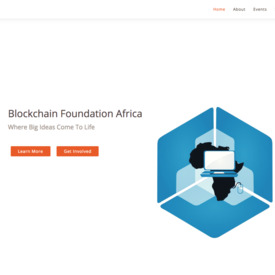 Home About Events
Blockchain Foundation Africa
Where Big Ideas Come To Life
Learn More Get Involved